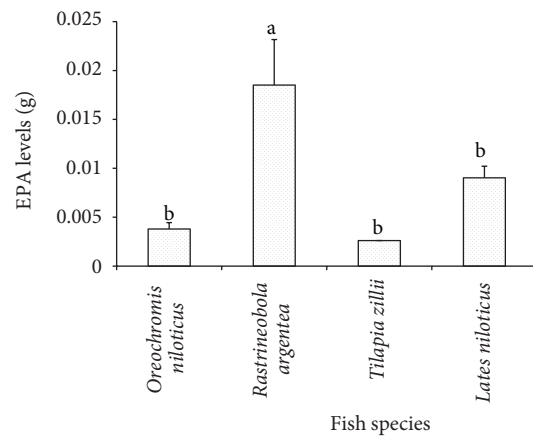 EPA levels (g)
0.025
0.02
0.015
0.01
0.005
0
b
a
b
b
Oreochromis
niloticus
Rastrineobola
argentea
Tilapia zillii
Lates niloticus
Fish species